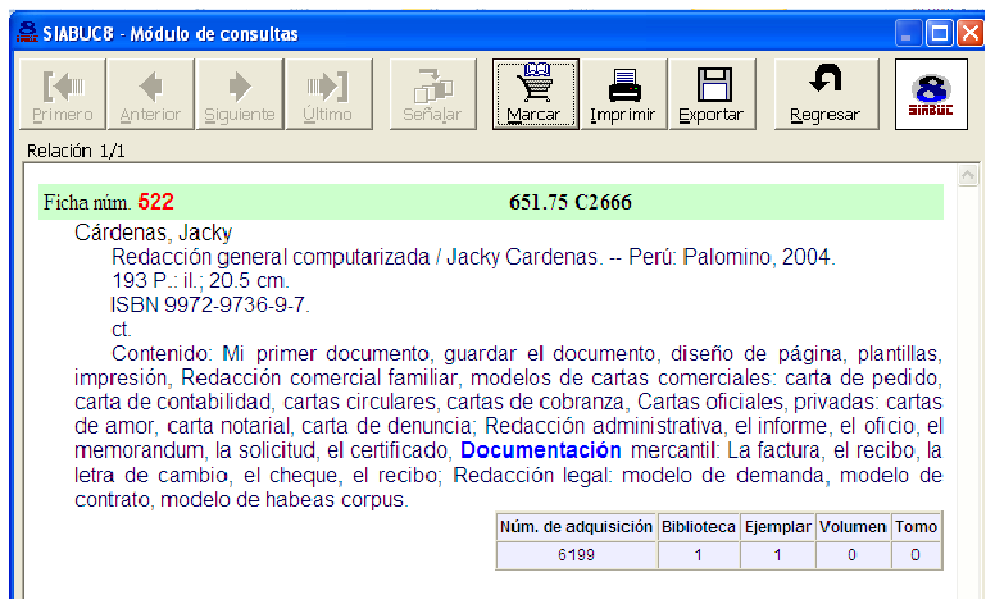 SIABUC8 - Módulo de consultas
Primero Anterior Siguiente Último Señalar Marcar Imprimir Exportar Regresar
8
SIABUC
Relación 1/1
Ficha núm. 522 651.75 C2666
Cárdenas, Jacky
Redacción general computarizada / Jacky Cardenas. -- Perú: Palomino, 2004.
193 P.: il.; 20.5 cm.
ISBN 9972-9736-9-7.
ct.
Contenido: Mi primer documento, guardar el documento, diseño de página, plantillas,
impresión, Redacción comercial familiar, modelos de cartas comerciales: carta de pedido,
carta de contabilidad, cartas circulares, cartas de cobranza, Cartas oficiales, privadas: cartas
de amor, carta notarial, carta de denuncia; Redacción administrativa, el informe, el oficio, el
memorandum, la solicitud, el certificado, Documentación mercantil: La factura, el recibo, la
letra de cambio, el cheque, el recibo; Redacción legal: modelo de demanda, modelo de
contrato, modelo de habeas corpus.
Núm. de adquisición Biblioteca Ejemplar Volumen Tomo
6199 1 1 0 0